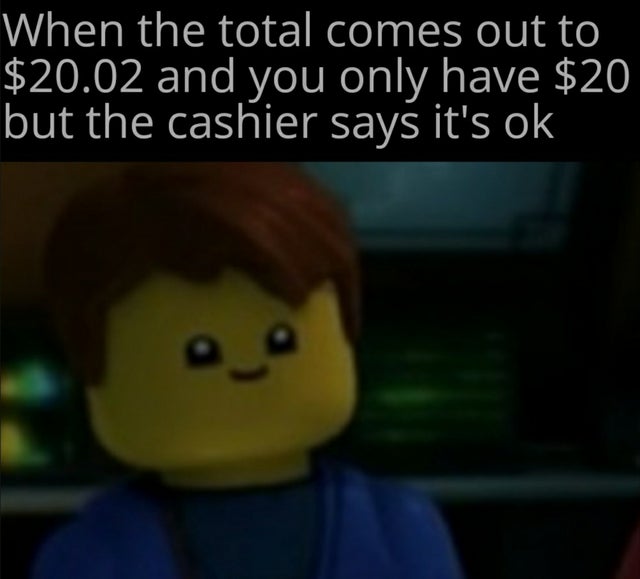 When the total comes out to
$20.02 and you only have $20
but the cashier says it's ok